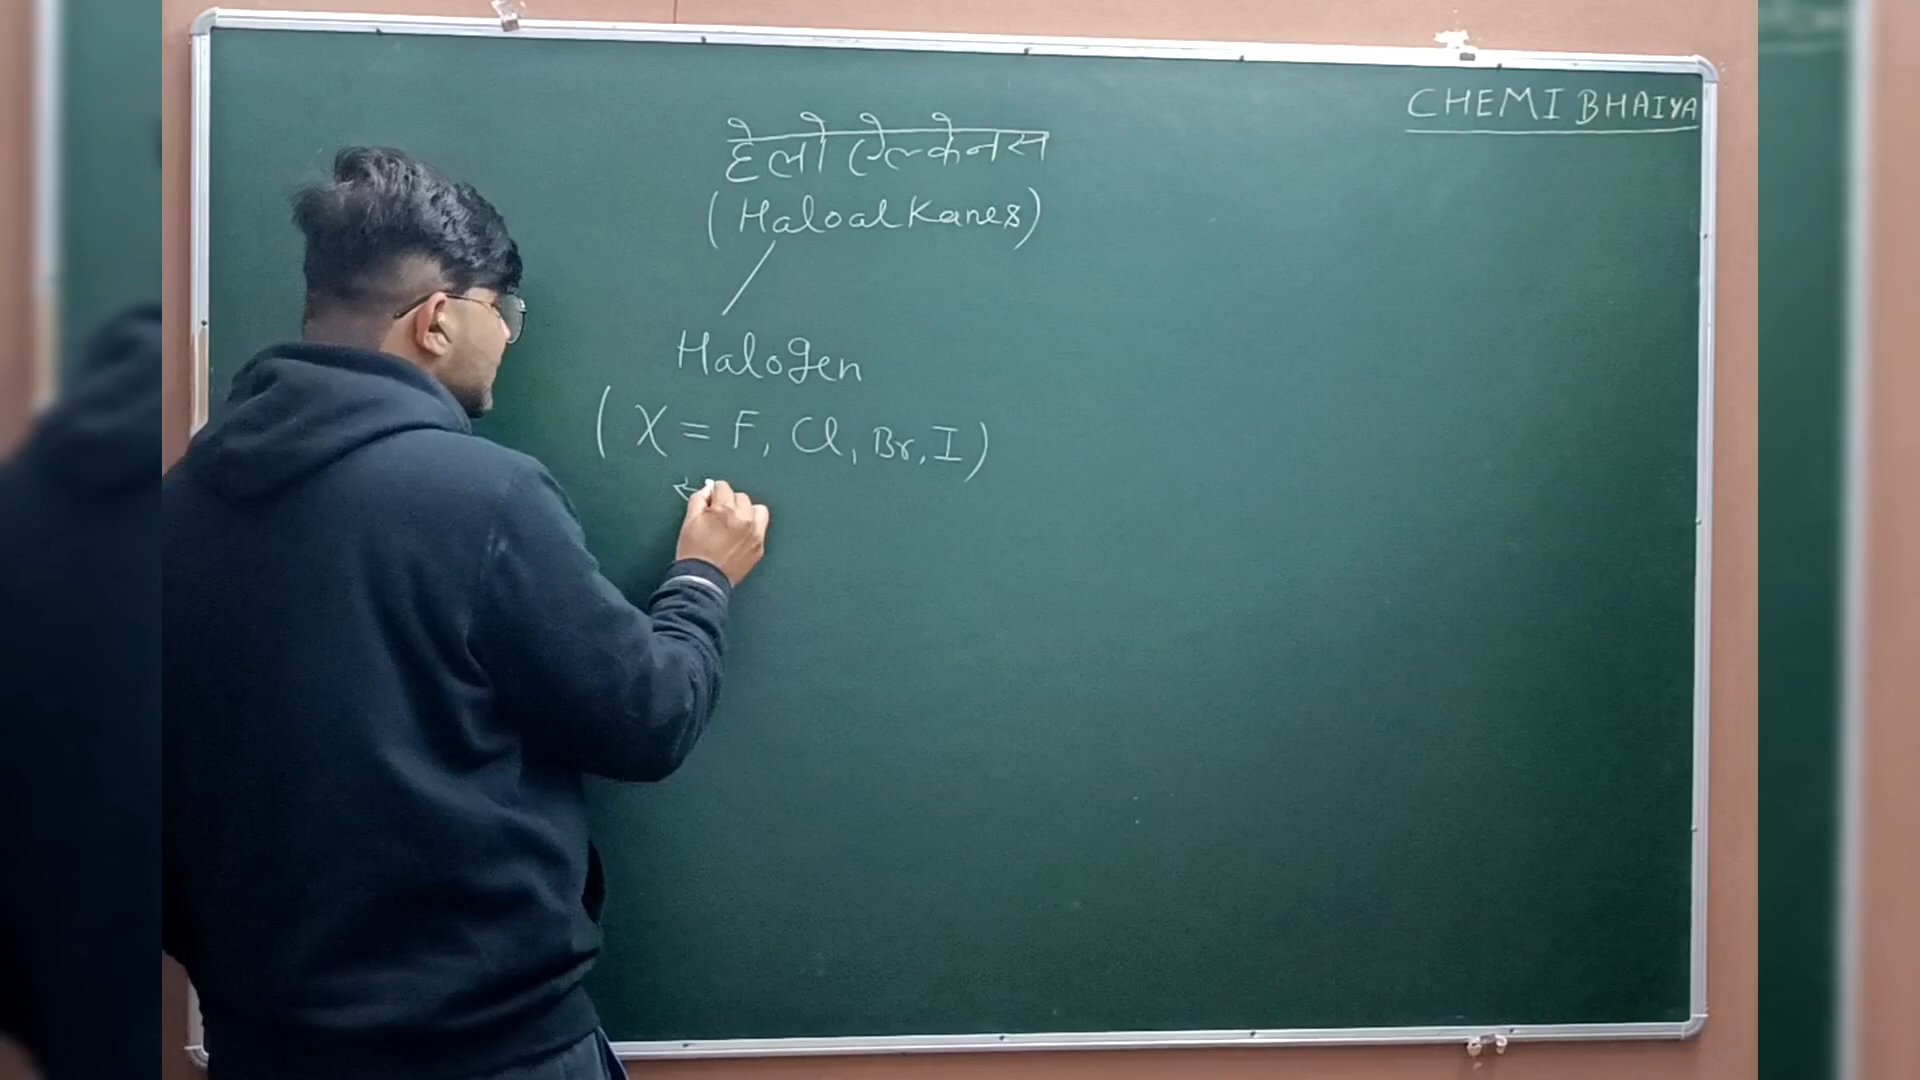 CHEMI BHAIYA
हेलो ऐल्केनस
(Haloalkanes)
Halogen
(X = F, Cl, Br, I)